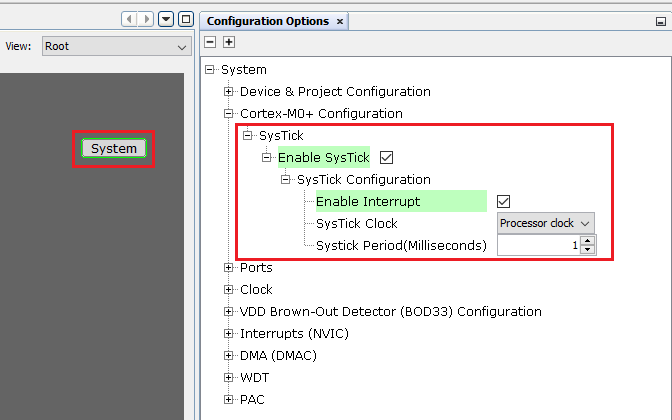 Configuration Options
View: Root
System
System
Device & Project Configuration
Cortex-M0+ Configuration
SysTick
Enable SysTick
SysTick Configuration
Enable Interrupt
SysTick Clock Processor clock
Systick Period(Milliseconds) 1
Ports
Clock
VDD Brown-Out Detector (BOD33) Configuration
Interrupts (NVIC)
DMA (DMAC)
WDT
PAC